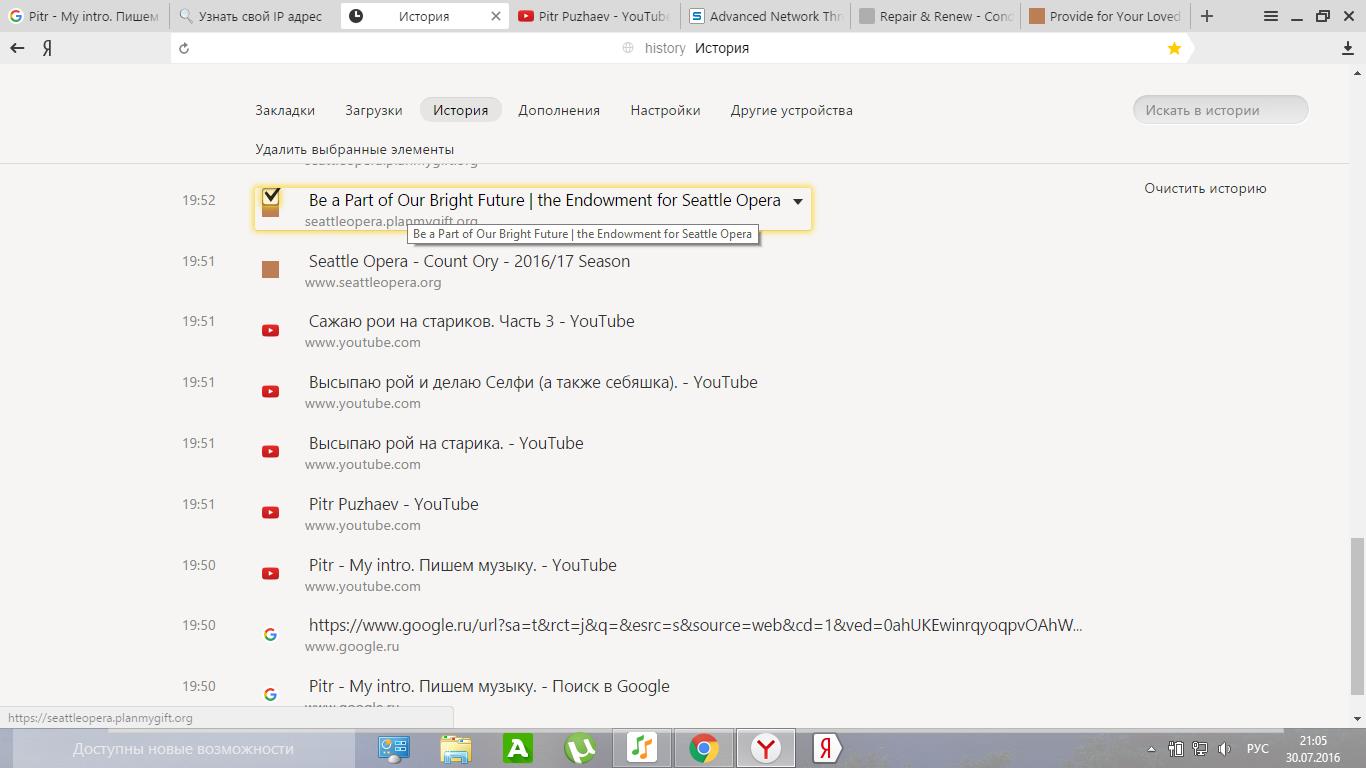 Pitr - My intro. Пишем
Узнать свой IP адрес
История
Pitr Puzhaev - YouTube
Advanced Network Thr
Repair & Renew - Cond
Provide for Your Loved
Я
history История
Закладки
Загрузки
История
Дополнения
Настройки
Другие устройства
Искать в истории
Удалить выбранные элементы
seattleopera.planmygift.org
Очистить историю
19:52
Be a Part of Our Bright Future | the Endowment for Seattle Opera
seattleopera.planmygift.org
Be a Part of Our Bright Future | the Endowment for Seattle Opera
19:51
Seattle Opera - Count Ory - 2016/17 Season
www.seattleopera.org
19:51
Сажаю рои на стариков. Часть 3 - YouTube
www.youtube.com
19:51
Высыпаю рой и делаю Селфи (а также себяшка). - YouTube
www.youtube.com
19:51
Высыпаю рой на старика. - YouTube
www.youtube.com
19:51
Pitr Puzhaev - YouTube
www.youtube.com
19:50
Pitr - My intro. Пишем музыку. - YouTube
www.youtube.com
19:50
https://www.google.ru/url?sa=t&rct=j&q=&esrc=s&source=web&cd=1&ved=0ahUKEwinrqyoqpvOAhW...
www.google.ru
19:50
Pitr - My intro. Пишем музыку. - Поиск в Google
www.google.ru
https://seattleopera.planmygift.org
Доступны новые возможности
РУС
21:05
30.07.2016